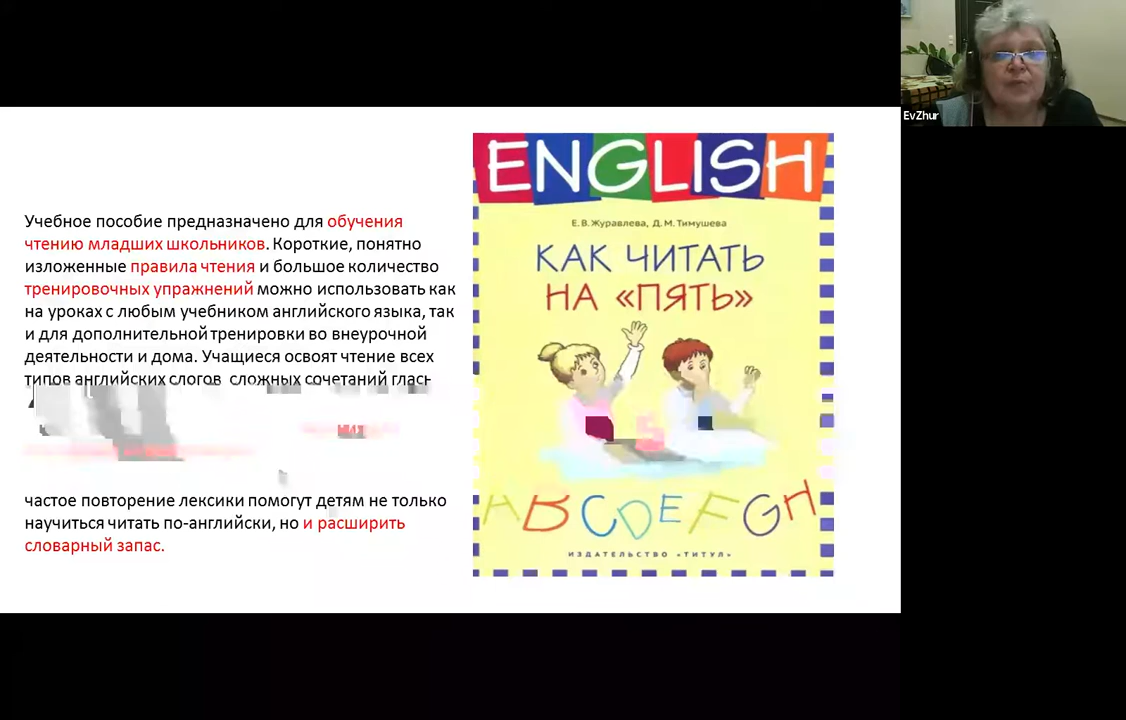 EvZhur
Учебное пособие предназначено для обучения
чтению младших школьников. Короткие, понятно
изложенные правила чтения и большое количество
тренировочных упражнений можно использовать как
на уроках с любым учебником английского языка, так
и для дополнительной тренировки во внеурочной
деятельности и дома. Учащиеся освоят чтение всех
типов английских слогов сложных сочетаний
частое повторение лексики помогут детям не только
научиться читать по-английски, но и расширить
словарный запас.
ENGLISH
Е. В. Журавлева, Д. М. Тимушева
КАК ЧИТАТЬ
НА «ПЯТЬ»
5
ABCDEFGH
ИЗДАТЕЛЬСТВО «ТИТУЛ»